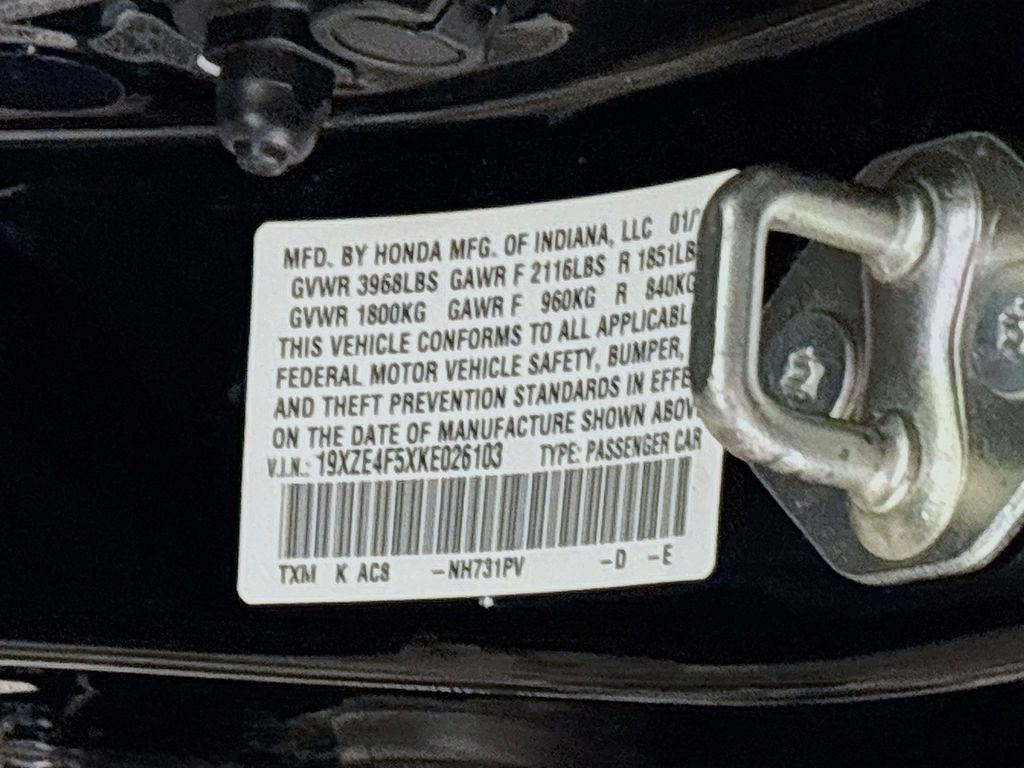 MFD. BY HONDA MFG. OF INDIANA, LLC 01/
GVWR 3968LBS GAWR F 2116LBS R 1851LB
GVWR 1800KG GAWR F 960KG R 840KG
THIS VEHICLE CONFORMS TO ALL APPLICABL
FEDERAL MOTOR VEHICLE SAFETY, BUMPER,
AND THEFT PREVENTION STANDARDS IN EFFE
ON THE DATE OF MANUFACTURE SHOWN ABOV
V.I.N.: 19XZE4F5XKE026103 TYPE: PASSENGER CAR
TXM K AC8 -NH731PV -D -E